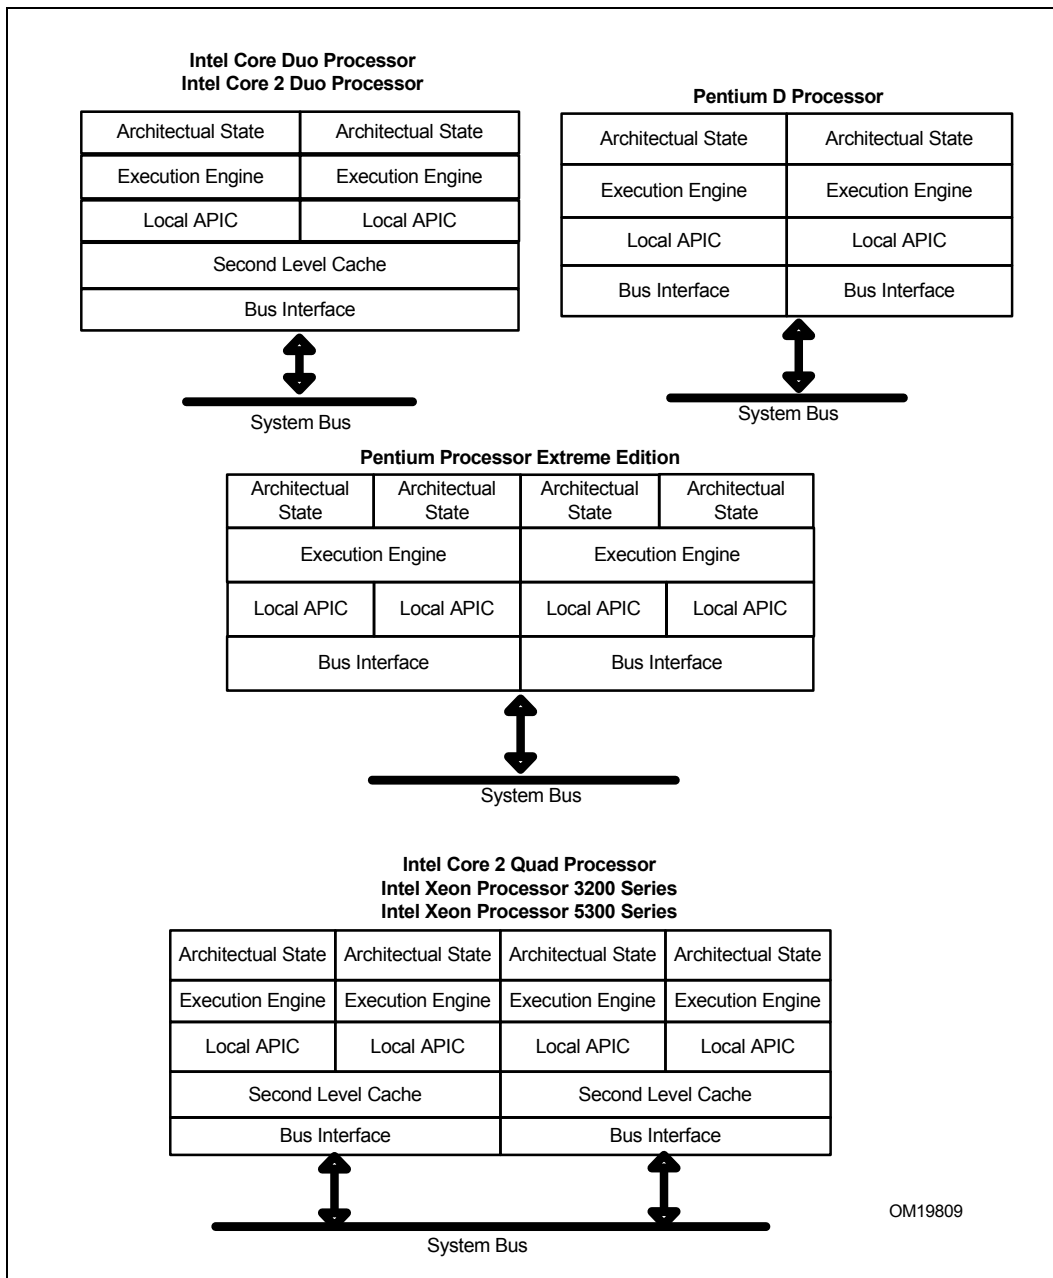 Intel Core Duo Processor
Intel Core 2 Duo Processor
Architectual State
Architectual State
Execution Engine
Execution Engine
Local APIC
Local APIC
Second Level Cache
Bus Interface
System Bus
Pentium D Processor
Architectual State
Architectual State
Execution Engine
Execution Engine
Local APIC
Local APIC
Bus Interface
Bus Interface
System Bus
Pentium Processor Extreme Edition
Architectual
State
Architectual
State
Architectual
State
Architectual
State
Execution Engine
Execution Engine
Local APIC
Local APIC
Local APIC
Local APIC
Bus Interface
Bus Interface
System Bus
Intel Core 2 Quad Processor
Intel Xeon Processor 3200 Series
Intel Xeon Processor 5300 Series
Architectual State
Architectual State
Architectual State
Architectual State
Execution Engine
Execution Engine
Execution Engine
Execution Engine
Local APIC
Local APIC
Local APIC
Local APIC
Second Level Cache
Second Level Cache
Bus Interface
Bus Interface
System Bus
OM19809